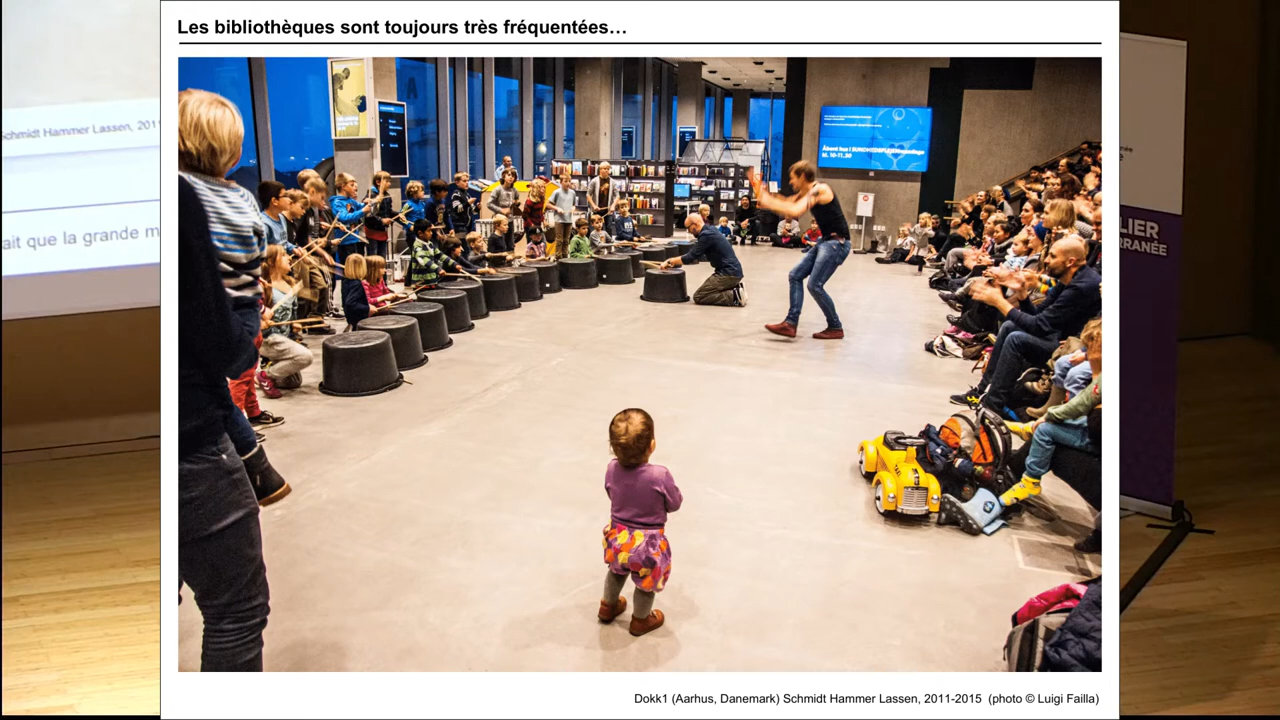 Les bibliothèques sont toujours très fréquentées…
Schmidt Hammer Lassen, 201
ait que la grande m
LIER
RRANÉE
Dokk1 (Aarhus, Danemark) Schmidt Hammer Lassen, 2011-2015 (photo © Luigi Failla)